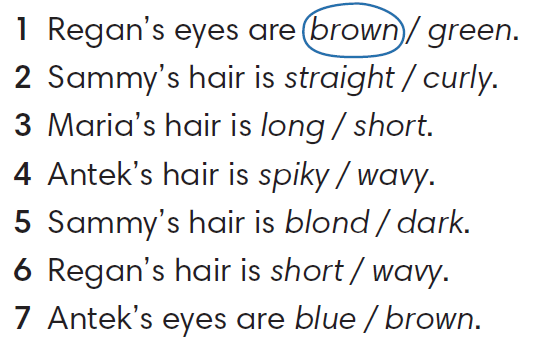 1 Regan’s eyes are brown / green.
2 Sammy’s hair is straight / curly.
3 Maria’s hair is long / short.
4 Antek’s hair is spiky / wavy.
5 Sammy’s hair is blond / dark.
6 Regan’s hair is short / wavy.
7 Antek’s eyes are blue / brown.